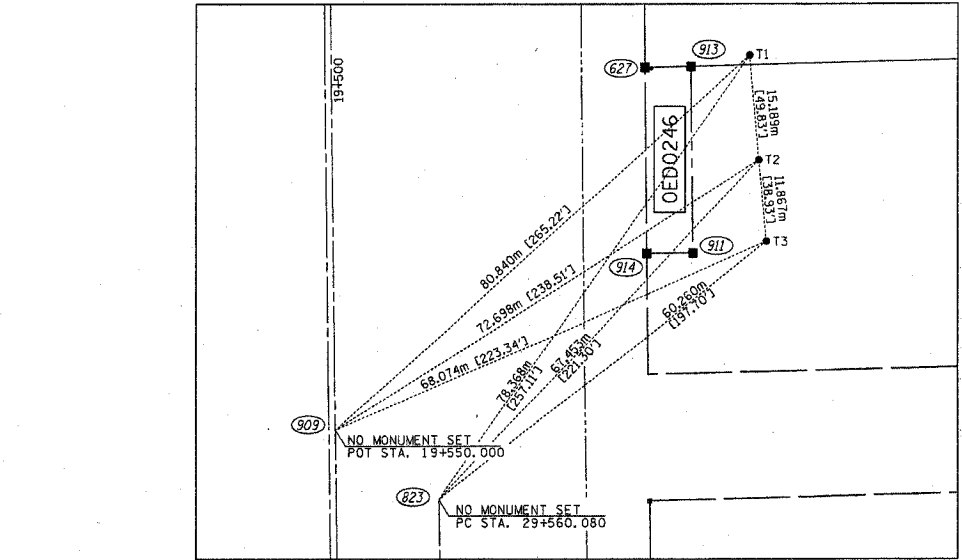 19+500
627
913
T1
15.189m
[49.83']
OED0246
T2
11.867m
[38.93']
T3
911
914
80.840m [265.22']
72.698m [238.51']
68.074m [223.34']
60.260m
[197.70']
67.453m
[221.30']
78.368m
[257.11']
909
NO MONUMENT SET
POT STA. 19+550.000
823
NO MONUMENT SET
PC STA. 29+560.080